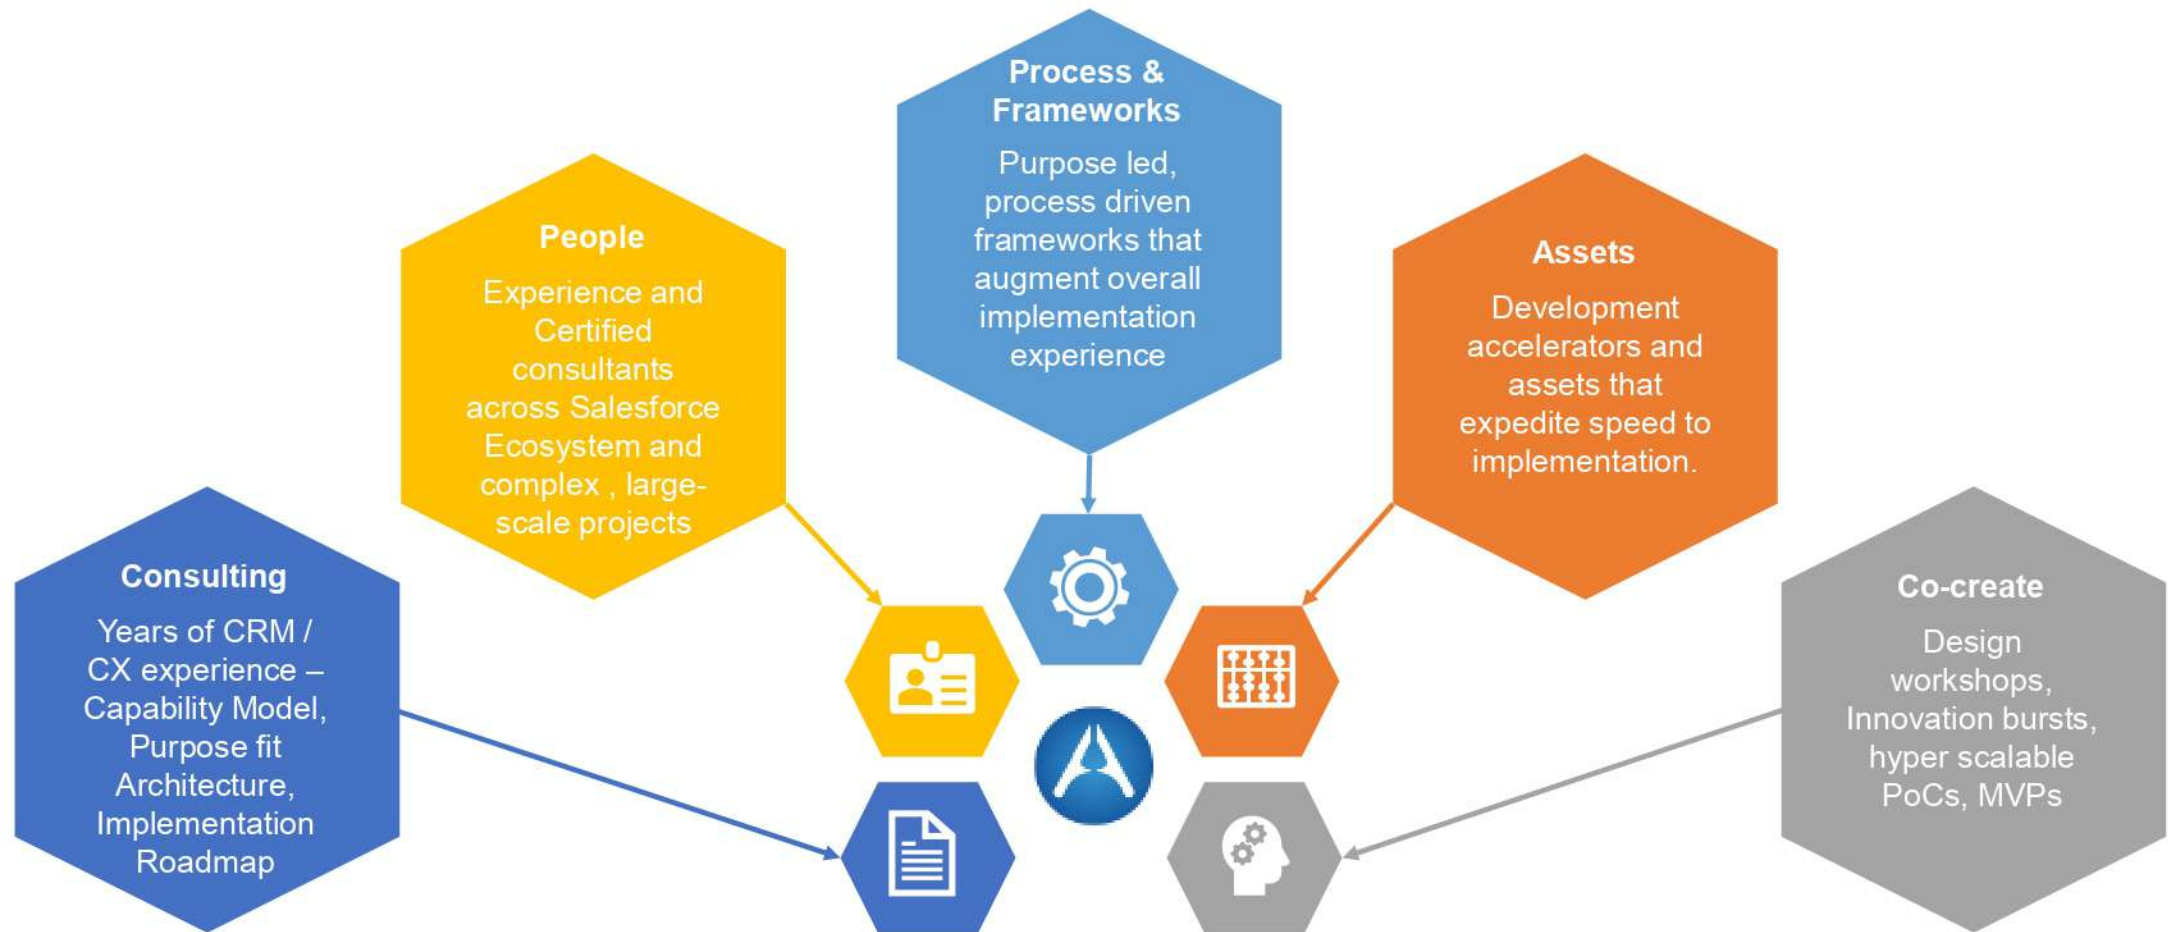 Consulting
Years of CRM /
CX experience –
Capability Model,
Purpose fit
Architecture,
Implementation
Roadmap
People
Experience and
Certified
consultants
across Salesforce
Ecosystem and
complex , large-
scale projects
Process &
Frameworks
Purpose led,
process driven
frameworks that
augment overall
implementation
experience
Assets
Development
accelerators and
assets that
expedite speed to
implementation.
Co-create
Design
workshops,
Innovation bursts,
hyper scalable
PoCs, MVPs